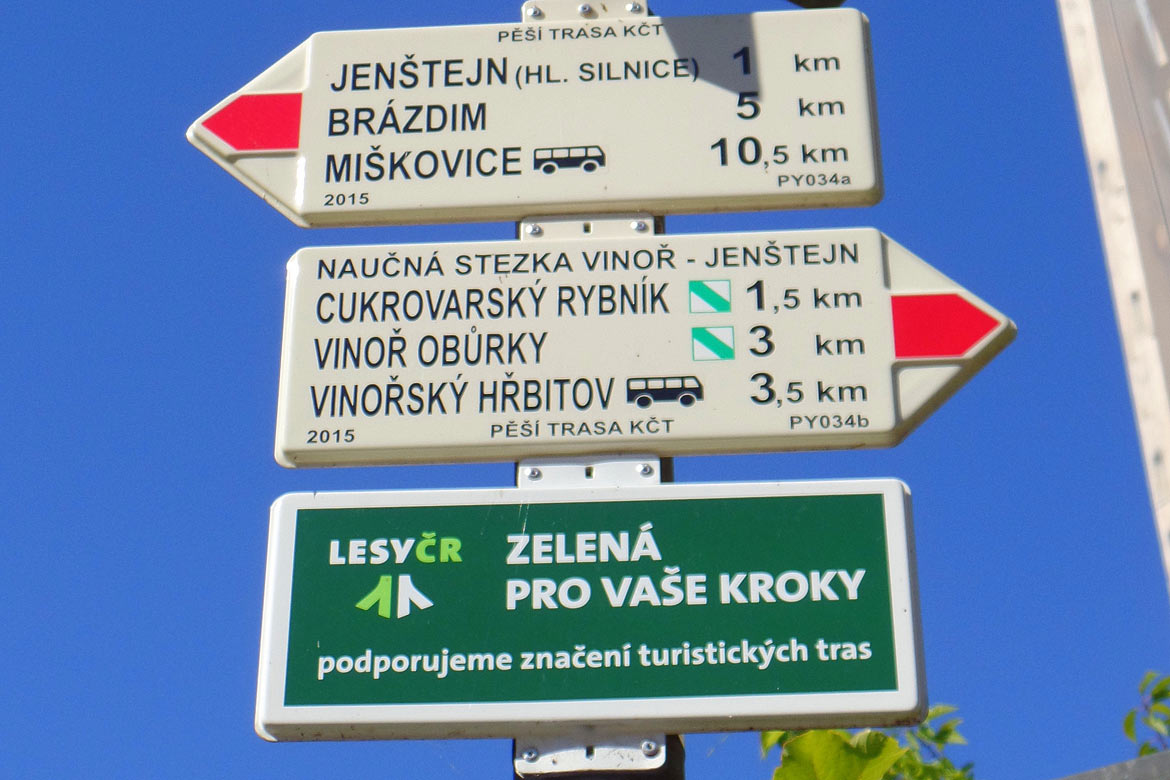 PĚŠÍ TRASA KČT
JENŠTEJN (HL. SILNICE) 1 km
BRÁZDIM 5 km
MIŠKOVICE 10,5 km
2015 PY034a
NAUČNÁ STEZKA VINOŘ - JENŠTEJN
CUKROVARSKÝ RYBNÍK 1,5 km
VINOŘ OBŮRKY 3 km
VINOŘSKÝ HŘBITOV 3,5 km
2015 PĚŠÍ TRASA KČT PY034b
LESYČR ZELENÁ
PRO VAŠE KROKY
podporujeme značení turistických tras